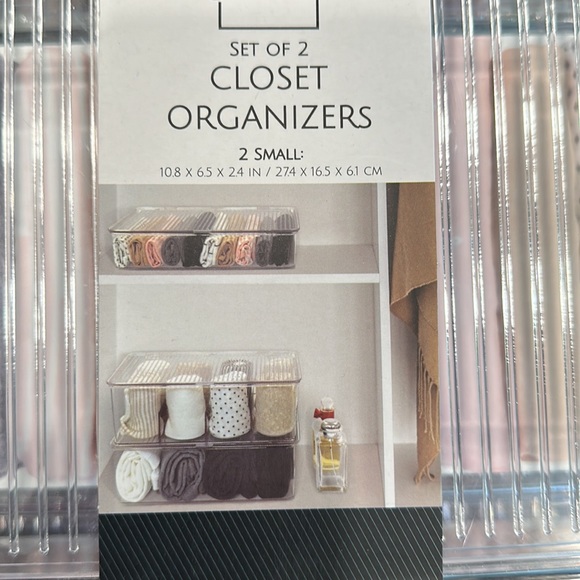 SET OF 2
CLOSET
ORGANIZERS
2 SMALL:
10.8 X 6.5 X 2.4 IN / 27.4 X 16.5 X 6.1 CM